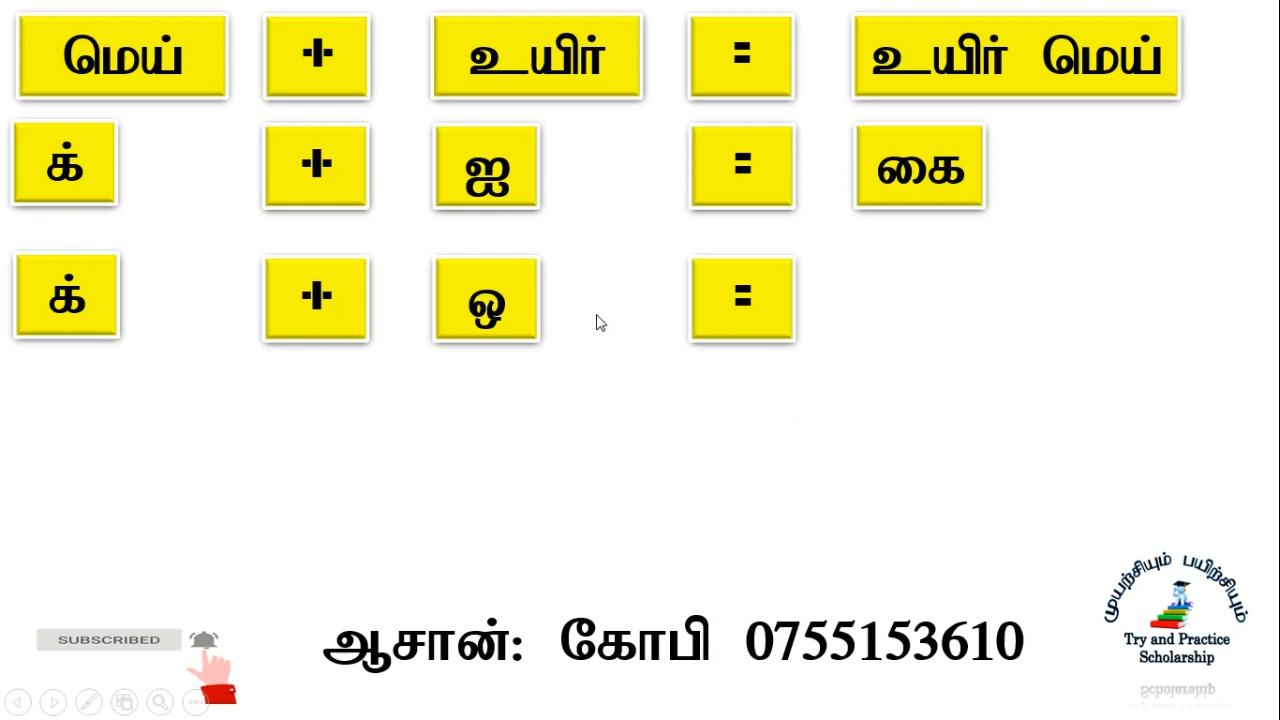 மெய் + உயிர் = உயிர் மெய்
க் + ஐ = கை
க் + ஒ =
SUBSCRIBED
ஆசான்: கோபி 0755153610
முயற்சியும் பயிற்சியும்
Try and Practice
Scholarship